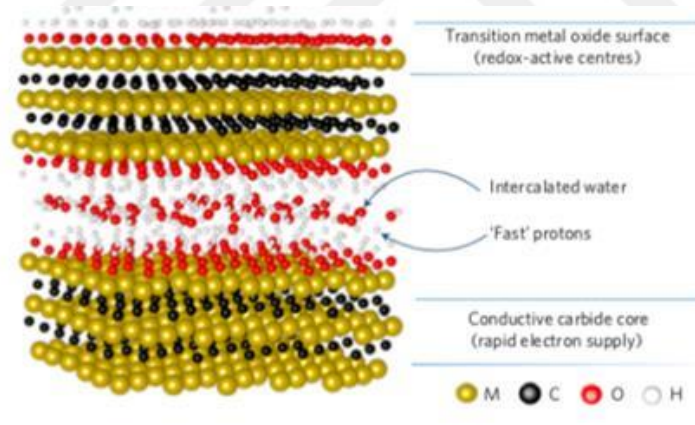 Transition metal oxide surface
(redox-active centres)
Intercalated water
'Fast' protons
Conductive carbide core
(rapid electron supply)
M C O H